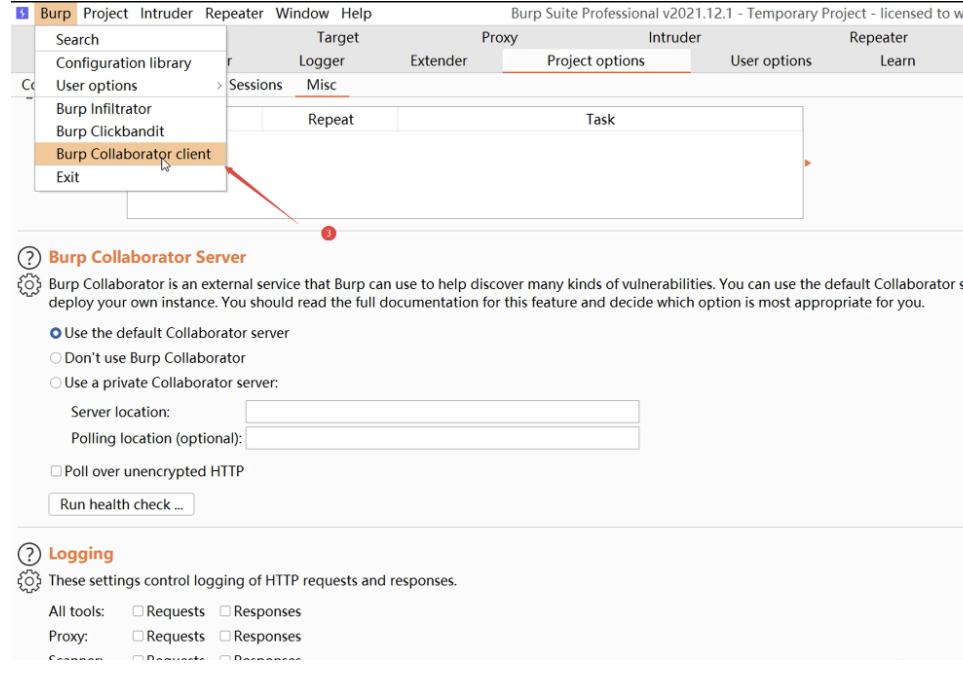 Burp Project Intruder Repeater Window Help Burp Suite Professional v2021.12.1 - Temporary Project - licensed to w
Search Target Proxy Intruder Repeater
Configuration library r Logger Extender Project options User options Learn
User options > Sessions Misc
Burp Infiltrator Repeat Task
Burp Clickbandit
Burp Collaborator client
Exit
3
Burp Collaborator Server
Burp Collaborator is an external service that Burp can use to help discover many kinds of vulnerabilities. You can use the default Collaborator s
deploy your own instance. You should read the full documentation for this feature and decide which option is most appropriate for you.
Use the default Collaborator server
Don't use Burp Collaborator
Use a private Collaborator server:
Server location:
Polling location (optional):
Poll over unencrypted HTTP
Run health check ...
Logging
These settings control logging of HTTP requests and responses.
All tools: Requests Responses
Proxy: Requests Responses
Scanner: Requests Responses